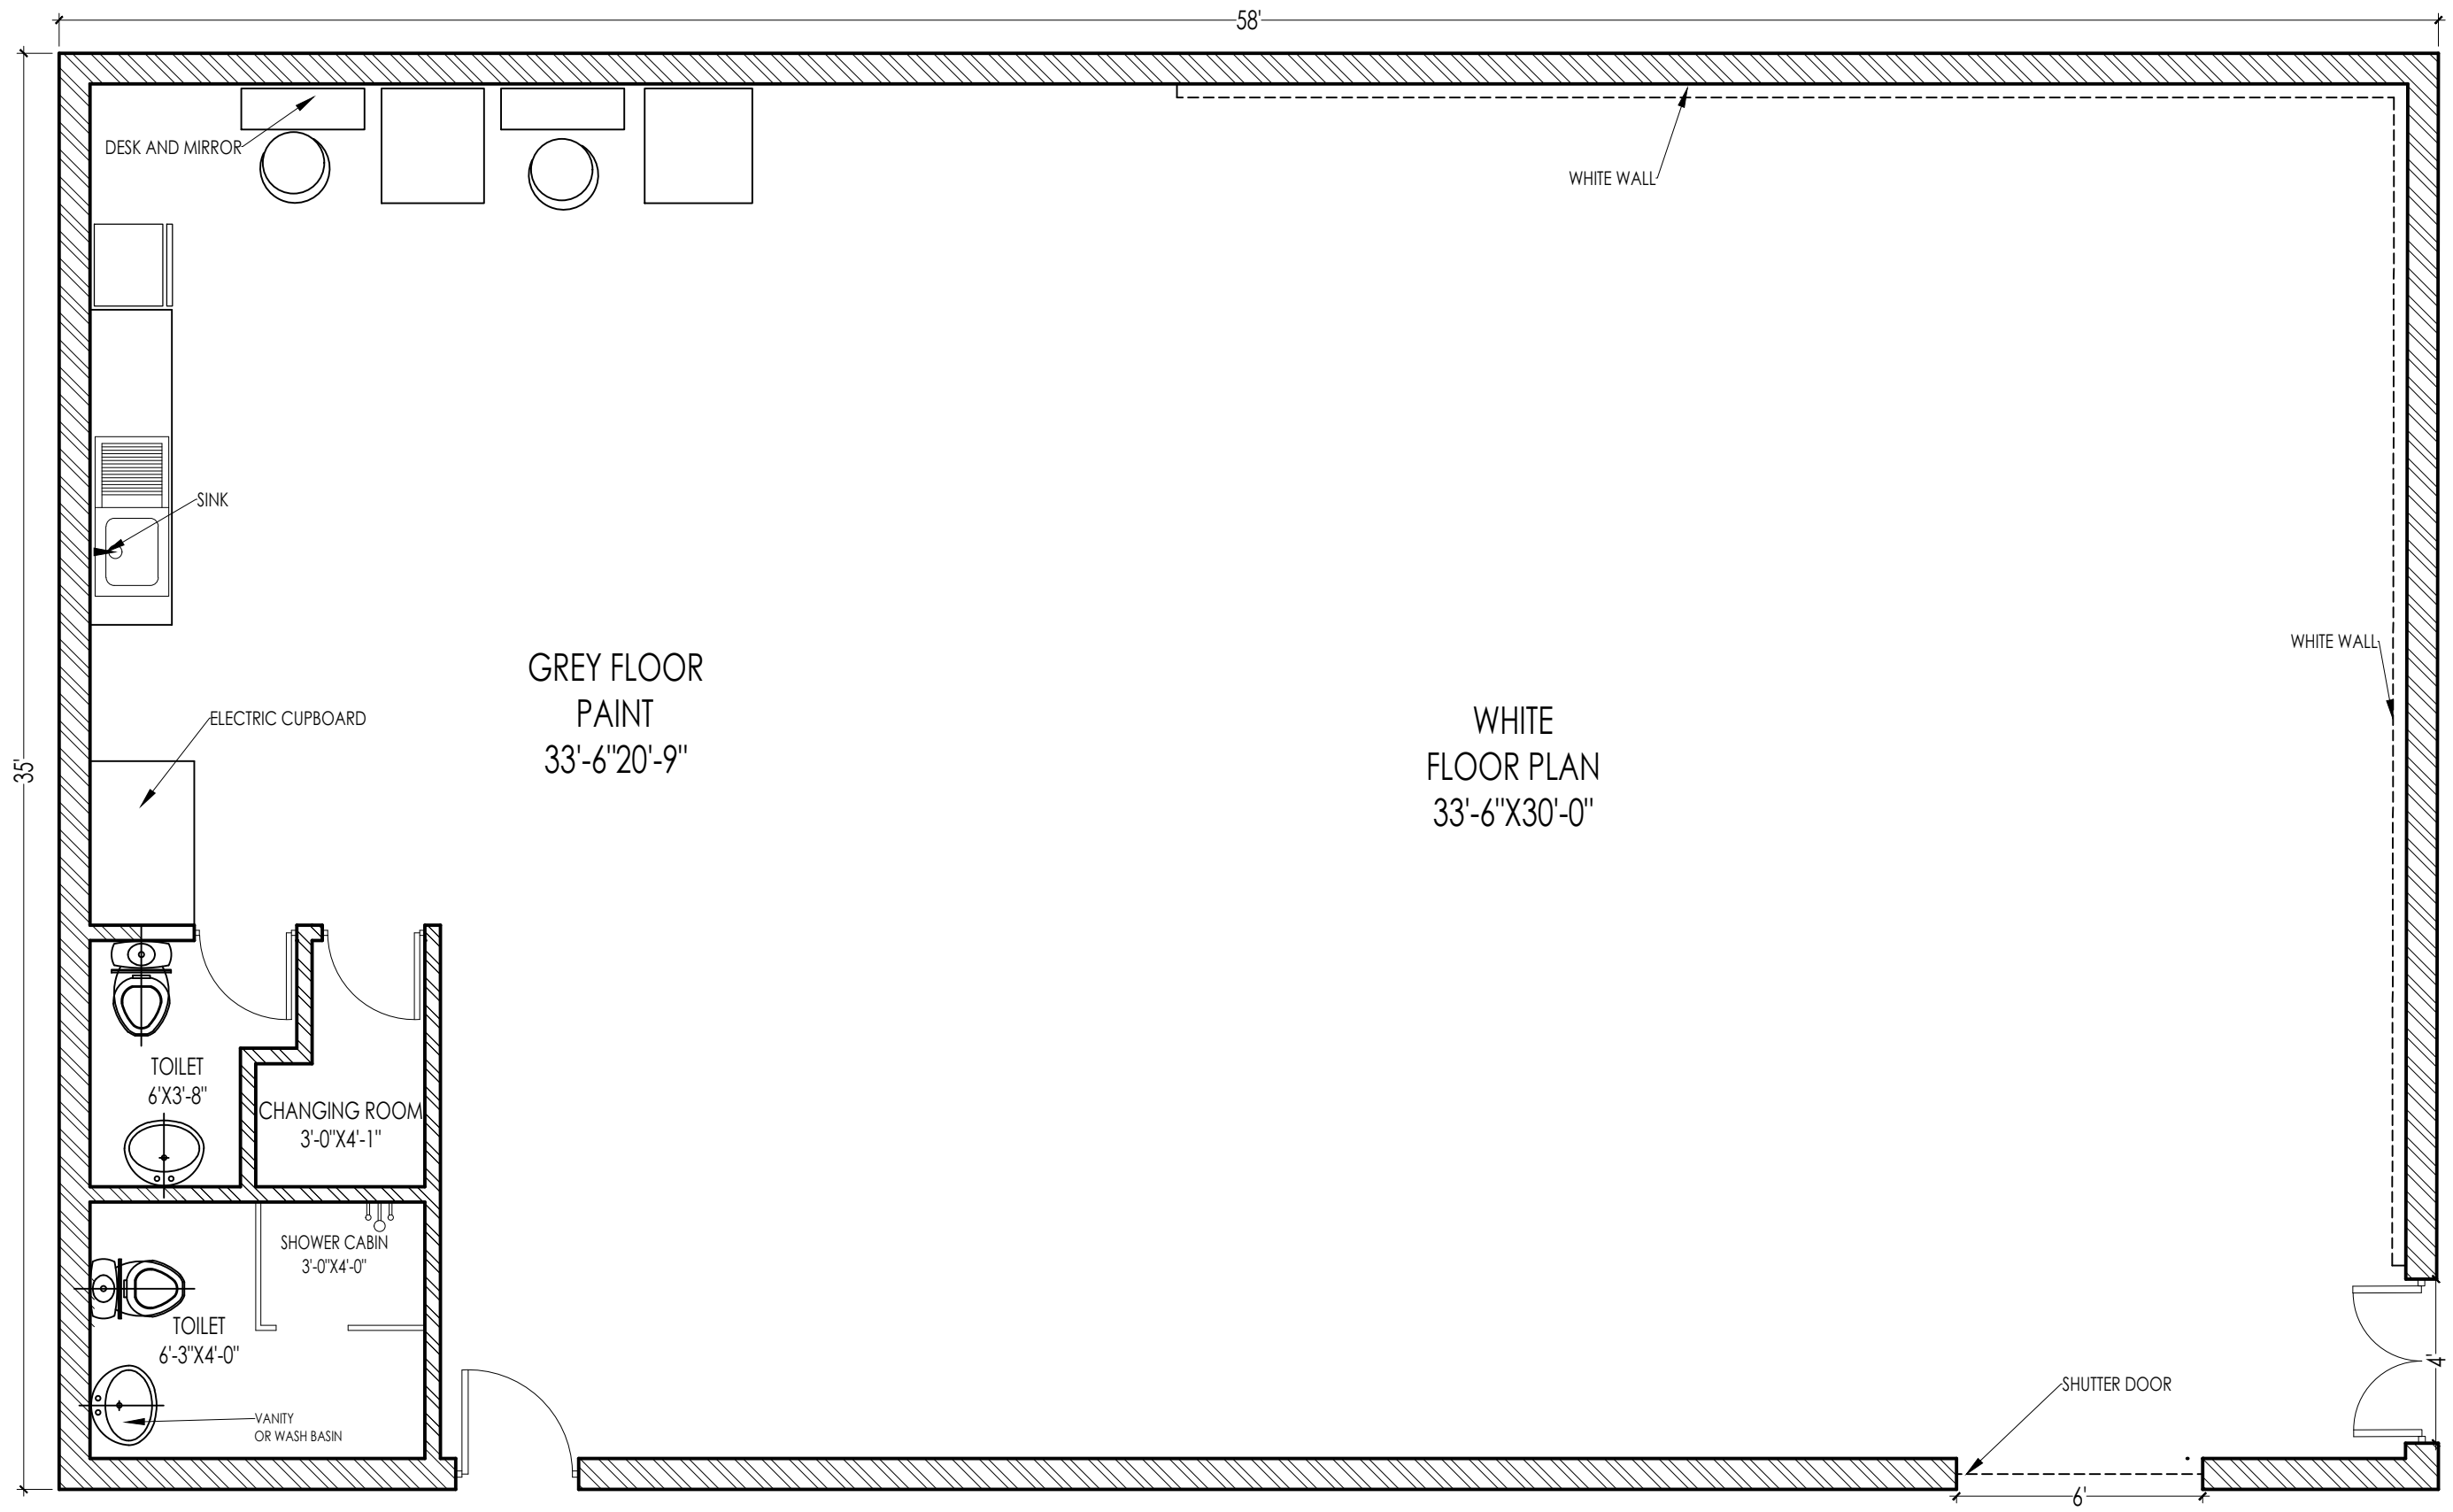 58'
DESK AND MIRROR
WHITE WALL
SINK
WHITE WALL
GREY FLOOR
PAINT
33'-6"20'-9"
ELECTRIC CUPBOARD
WHITE
FLOOR PLAN
33'-6"X30'-0"
35'
TOILET
6'X3'-8"
CHANGING ROOM
3'-0"X4'-1"
SHOWER CABIN
3'-0"X4'-0"
TOILET
6'-3"X4'-0"
VANITY
OR WASH BASIN
SHUTTER DOOR
4'
6'